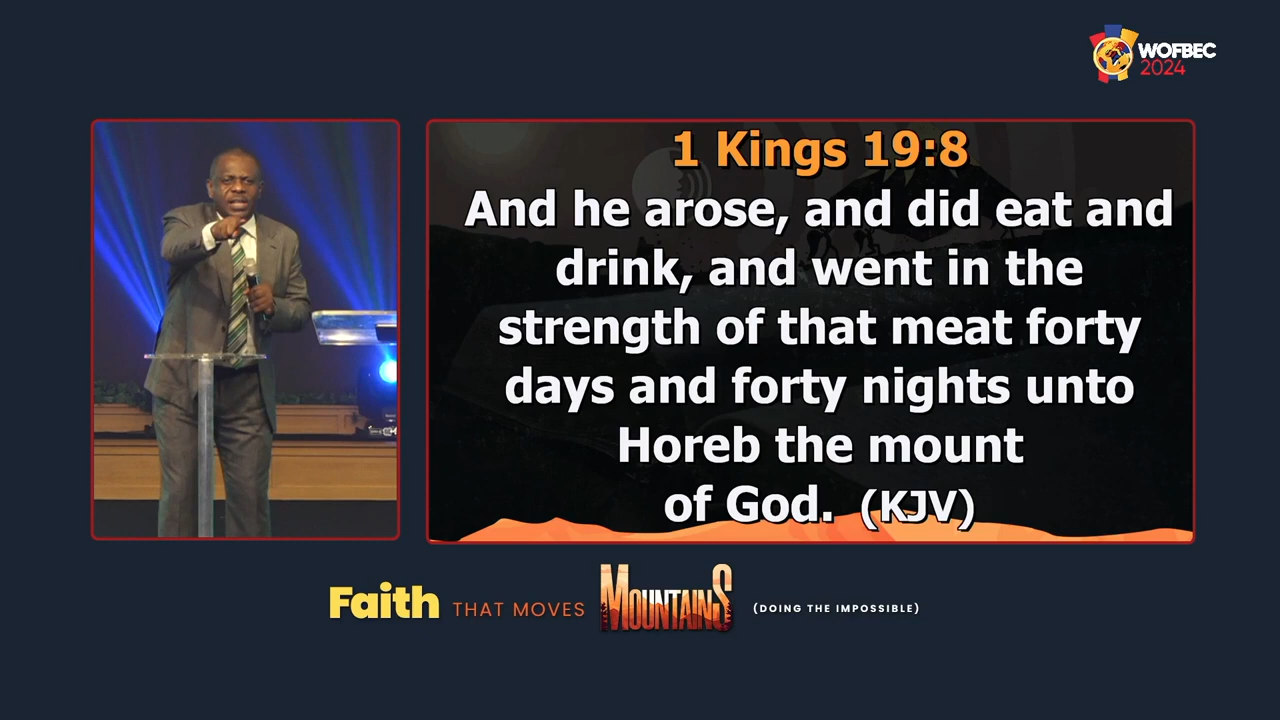 WOFBEC
2024
1 Kings 19:8
And he arose, and did eat and
drink, and went in the
strength of that meat forty
days and forty nights unto
Horeb the mount
of God. (KJV)
Faith THAT MOVES MOUNTAINS (DOING THE IMPOSSIBLE)